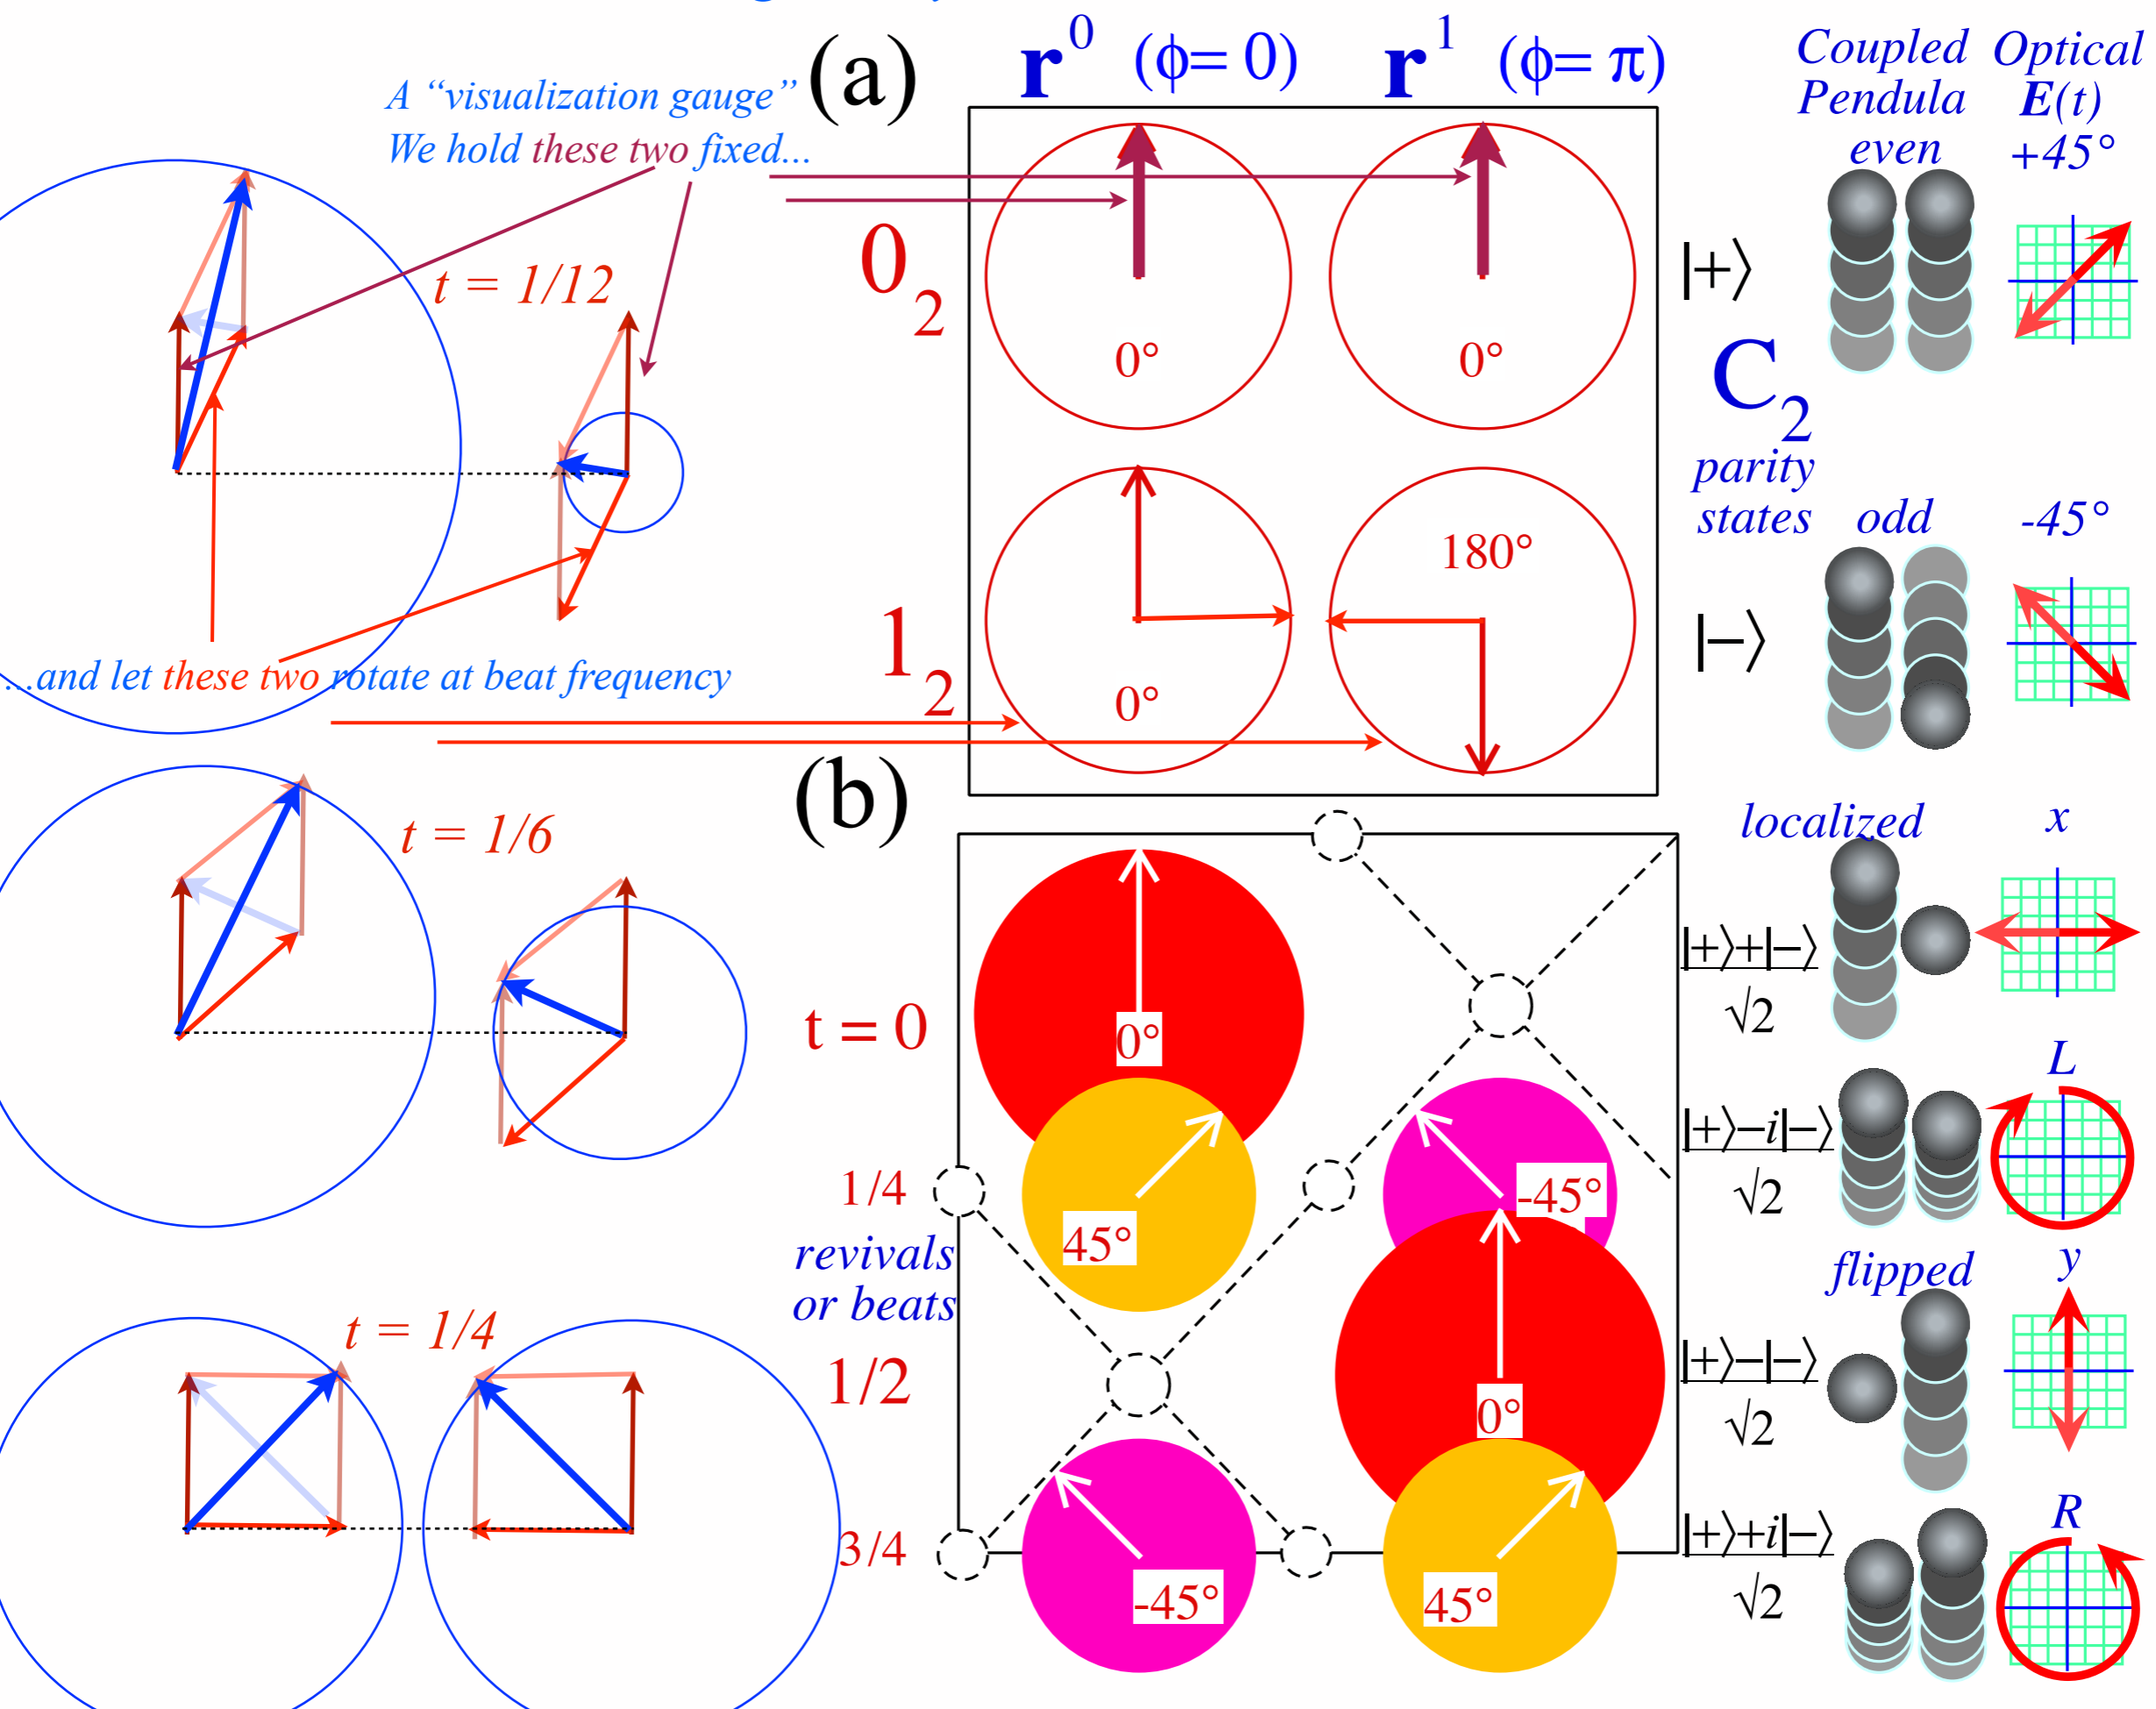 A “visualization gauge”
We hold these two fixed...
t = 1/12
...and let these two rotate at beat frequency
t = 1/6
t = 1/4
(a)
r⁰ (ϕ= 0) r¹ (ϕ= π)
0₂
0°
0°
1₂
0°
180°
|+⟩
C₂
parity
states
|−⟩
Coupled
Pendula
even
Optical
E(t)
+45°
odd
-45°
(b)
t = 0
1/4
revivals
or beats
1/2
3/4
0°
45°
-45°
0°
-45°
45°
localized
x
|+⟩+|−⟩
√2
L
|+⟩−i|−⟩
√2
flipped
y
|+⟩−|−⟩
√2
R
|+⟩+i|−⟩
√2